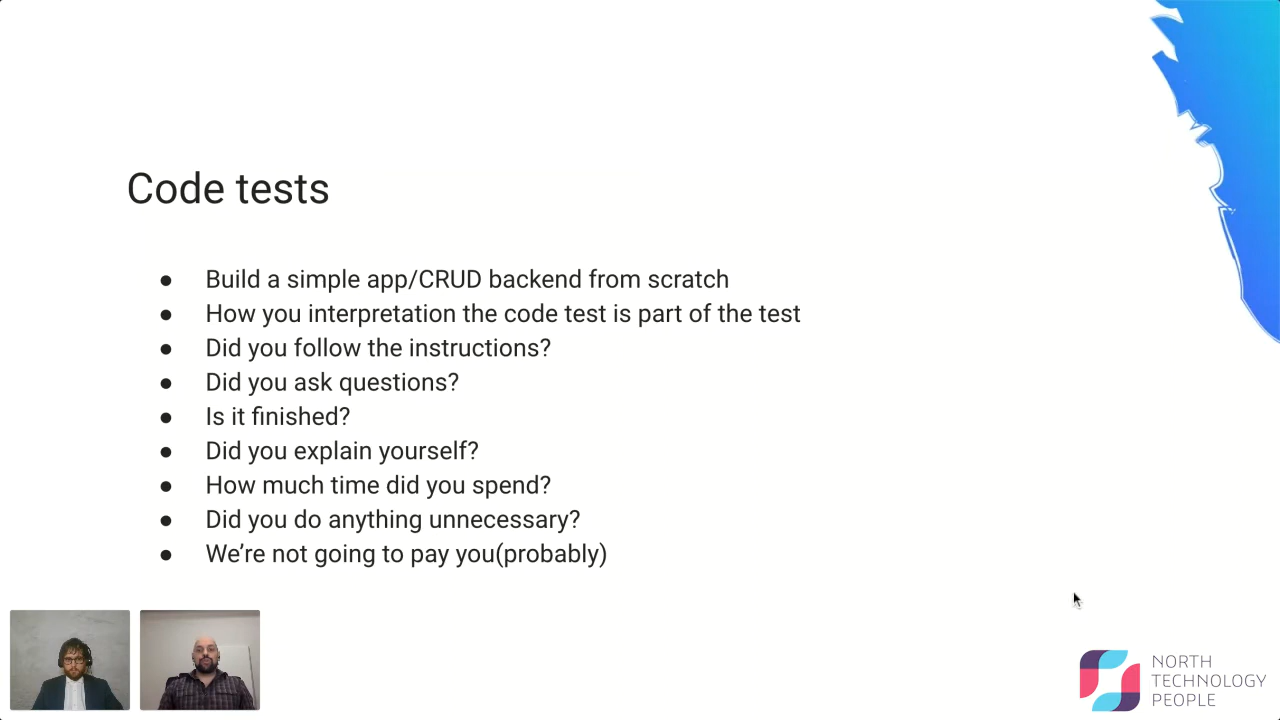 Code tests
● Build a simple app/CRUD backend from scratch
● How you interpretation the code test is part of the test
● Did you follow the instructions?
● Did you ask questions?
● Is it finished?
● Did you explain yourself?
● How much time did you spend?
● Did you do anything unnecessary?
● We’re not going to pay you(probably)
NORTH
TECHNOLOGY
PEOPLE